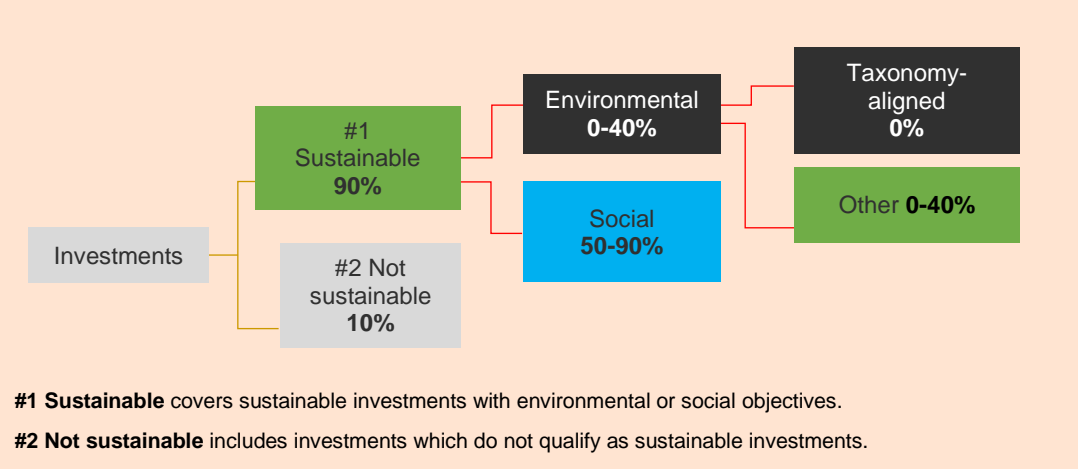 Investments
#1
Sustainable
90%
#2 Not
sustainable
10%
Environmental
0-40%
Social
50-90%
Taxonomy-
aligned
0%
Other 0-40%
#1 Sustainable covers sustainable investments with environmental or social objectives.
#2 Not sustainable includes investments which do not qualify as sustainable investments.